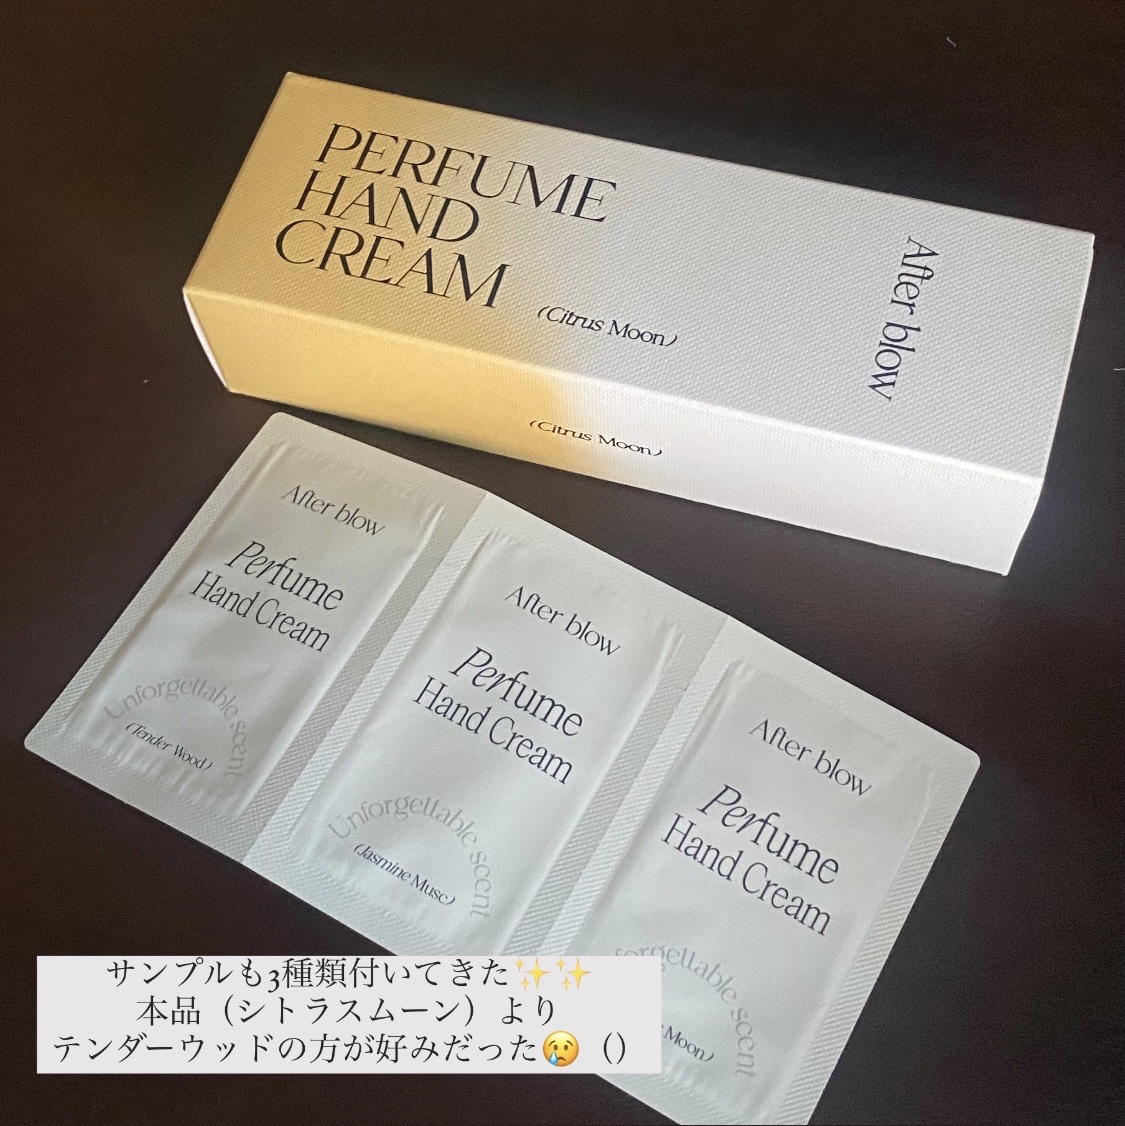 PERFUME
HAND
CREAM
(Citrus Moon)
After blow
(Citrus Moon)
After blow
Perfume
Hand Cream
Unforgettable scent
(Tender Wood)
After blow
Perfume
Hand Cream
Unforgettable scent
(Jasmine Musc)
After blow
Perfume
Hand Cream
scent
Moon)
サンプルも3種類付いてきた✨✨
本品（シトラスムーン）より
テンダーウッドの方が好みだった😢（）